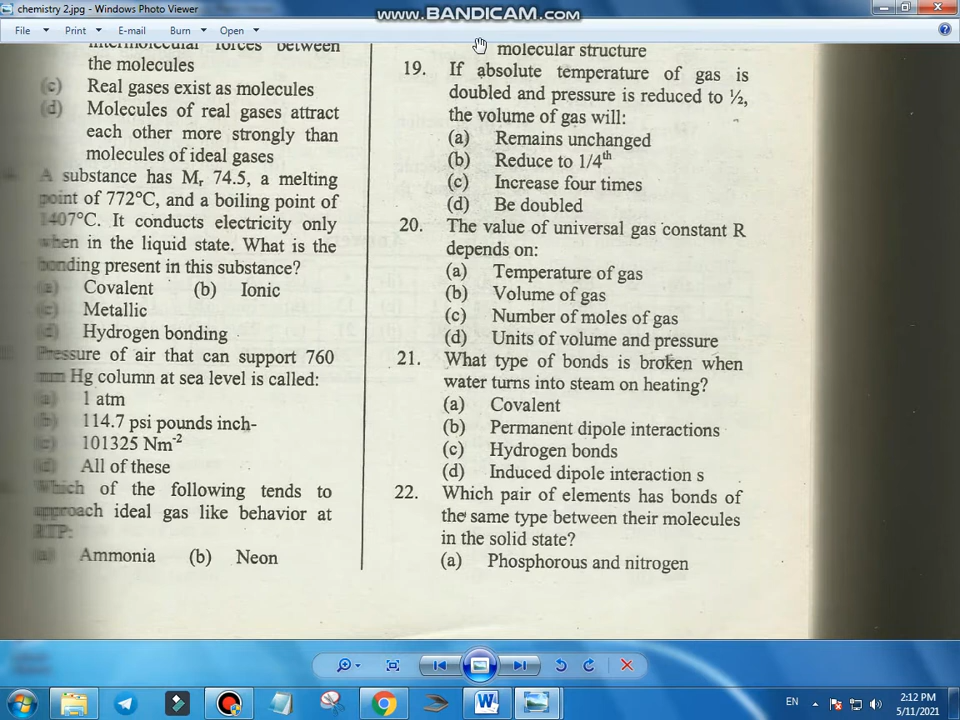 chemistry 2.jpg - Windows Photo Viewer
www.BANDICAM.com
File Print E-mail Burn Open
intermolecular forces between
the molecules
(c) Real gases exist as molecules
(d) Molecules of real gases attract
each other more strongly than
molecules of ideal gases
A substance has Mr 74.5, a melting
point of 772°C, and a boiling point of
1407°C. It conducts electricity only
when in the liquid state. What is the
bonding present in this substance?
(a) Covalent (b) Ionic
(c) Metallic
(d) Hydrogen bonding
Pressure of air that can support 760
mm Hg column at sea level is called:
(a) 1 atm
(b) 114.7 psi pounds inch-
(c) 101325 Nm⁻²
(d) All of these
Which of the following tends to
approach ideal gas like behavior at
RTP:
(a) Ammonia (b) Neon
molecular structure
19. If absolute temperature of gas is
doubled and pressure is reduced to ½,
the volume of gas will:
(a) Remains unchanged
(b) Reduce to 1/4th
(c) Increase four times
(d) Be doubled
20. The value of universal gas constant R
depends on:
(a) Temperature of gas
(b) Volume of gas
(c) Number of moles of gas
(d) Units of volume and pressure
21. What type of bonds is broken when
water turns into steam on heating?
(a) Covalent
(b) Permanent dipole interactions
(c) Hydrogen bonds
(d) Induced dipole interaction s
22. Which pair of elements has bonds of
the same type between their molecules
in the solid state?
(a) Phosphorous and nitrogen
EN
2:12 PM
5/11/2021